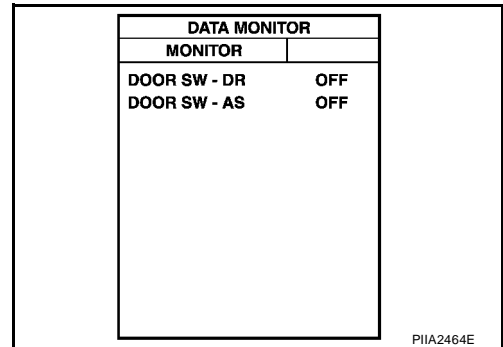 DATA MONITOR
MONITOR
DOOR SW - DR OFF
DOOR SW - AS OFF
PIIA2464E